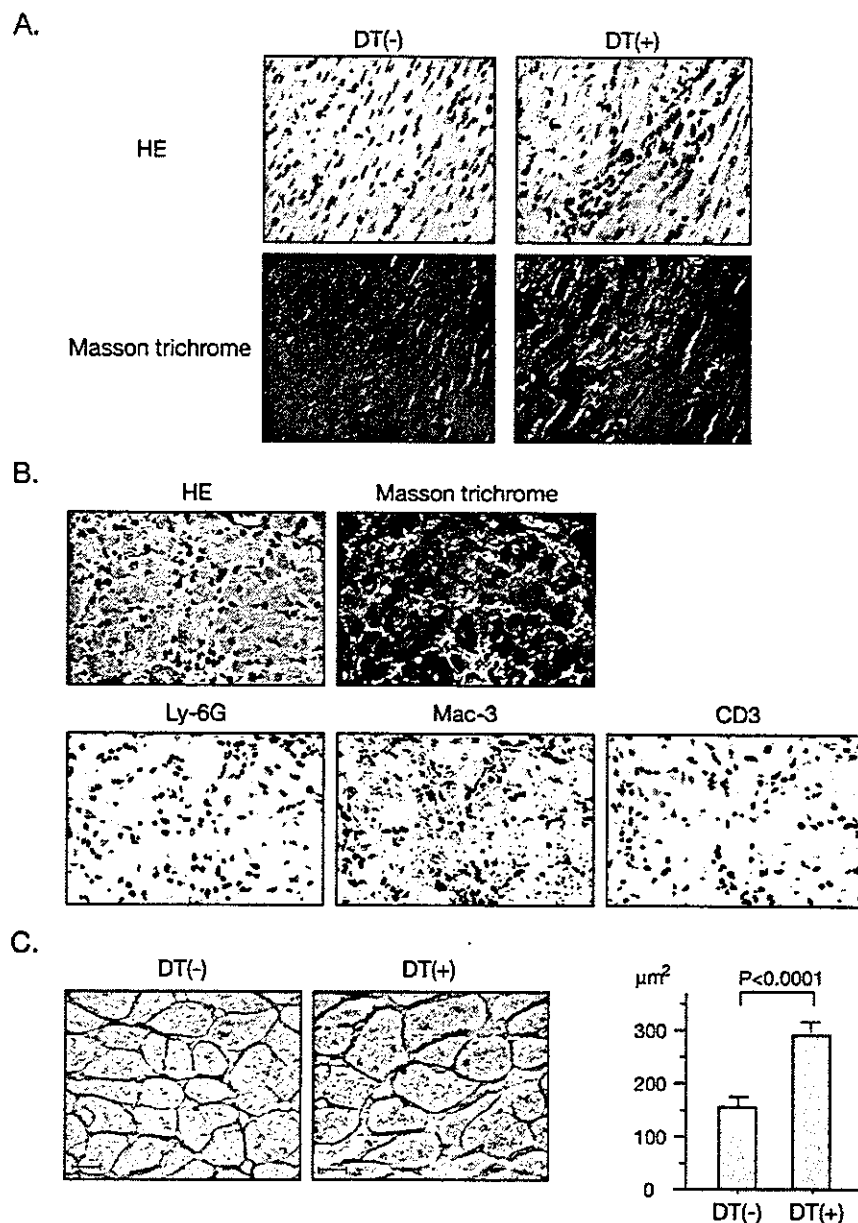 A.
DT(-) DT(+)
HE
Masson trichrome
B.
HE Masson trichrome
Ly-6G Mac-3 CD3
C.
DT(-) DT(+)
μm²
P<0.0001
300
200
100
0
DT(-) DT(+)